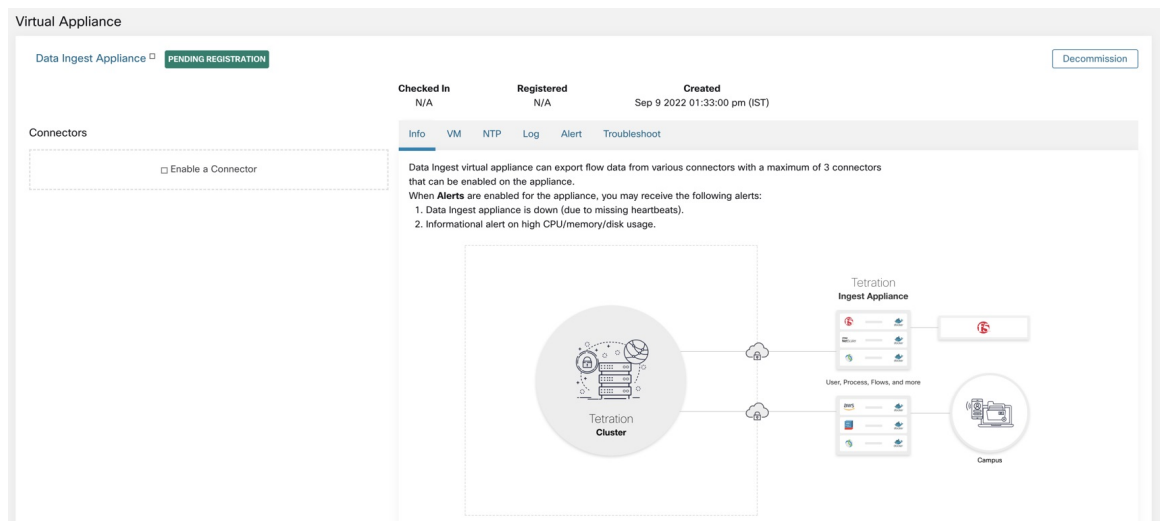 Virtual Appliance
Data Ingest Appliance
PENDING REGISTRATION
Decommission
Checked In
N/A
Registered
N/A
Created
Sep 9 2022 01:33:00 pm (IST)
Connectors
Enable a Connector
Info VM NTP Log Alert Troubleshoot
Data Ingest virtual appliance can export flow data from various connectors with a maximum of 3 connectors
that can be enabled on the appliance.
When Alerts are enabled for the appliance, you may receive the following alerts:
1. Data Ingest appliance is down (due to missing heartbeats).
2. Informational alert on high CPU/memory/disk usage.
Tetration
Cluster
Tetration
Ingest Appliance
User, Process, Flows, and more
aws
Campus